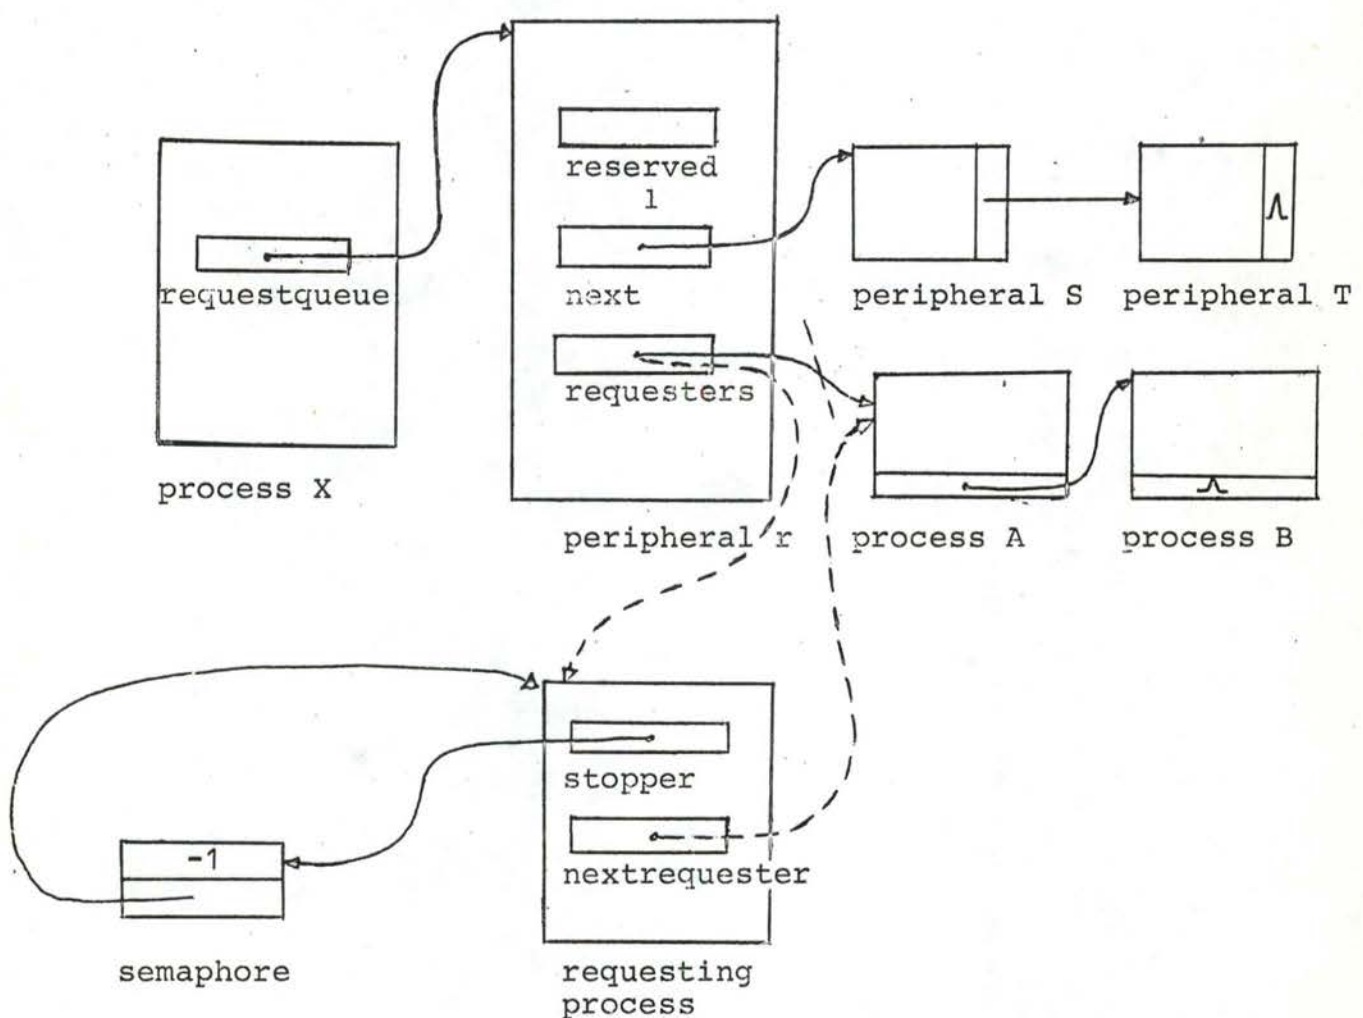 reserved
1
requestqueue
next
peripheral S
peripheral T
requesters
process X
peripheral r
process A
process B
stopper
-1
nextrequester
semaphore
requesting
process